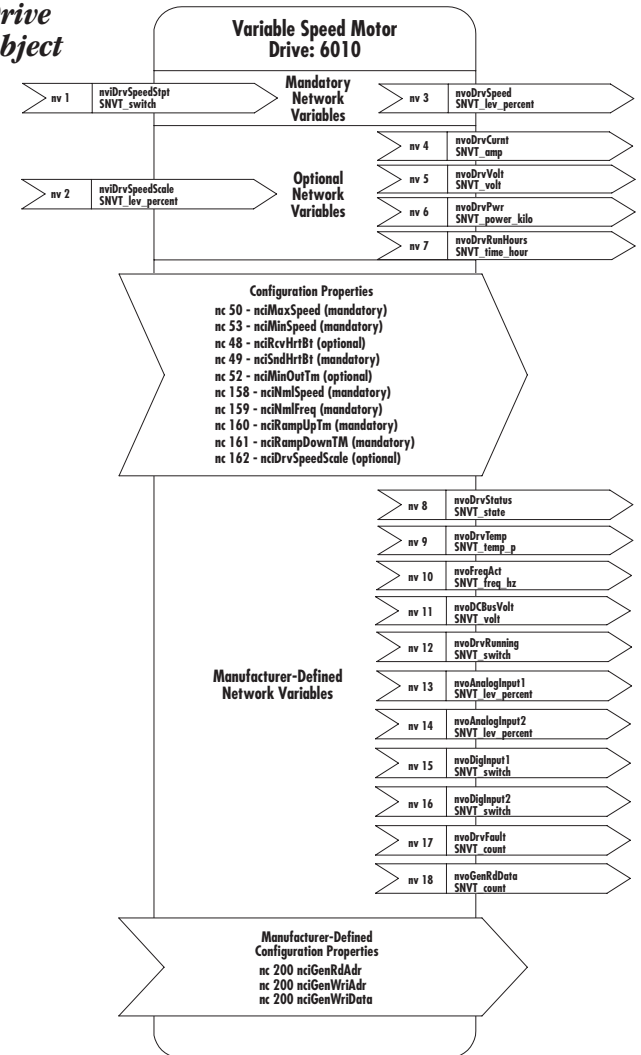 rive
bject
Variable Speed Motor
Drive: 6010
Mandatory
Network
Variables
nv 1
nviDrvSpeedStpt
SNVT_switch
nv 3
nvoDrvSpeed
SNVT_lev_percent
Optional
Network
Variables
nv 2
nviDrvSpeedScale
SNVT_lev_percent
nv 4
nvoDrvCurnt
SNVT_amp
nv 5
nvoDrvVolt
SNVT_volt
nv 6
nvoDrvPwr
SNVT_power_kilo
nv 7
nvoDrvRunHours
SNVT_time_hour
Configuration Properties
nc 50 - nciMaxSpeed (mandatory)
nc 53 - nciMinSpeed (mandatory)
nc 48 - nciRcvHrtBt (optional)
nc 49 - nciSndHrtBt (mandatory)
nc 52 - nciMinOutTm (optional)
nc 158 - nciNmlSpeed (mandatory)
nc 159 - nciNmlFreq (mandatory)
nc 160 - nciRampUpTm (mandatory)
nc 161 - nciRampDownTM (mandatory)
nc 162 - nciDrvSpeedScale (optional)
Manufacturer-Defined
Network Variables
nv 8
nvoDrvStatus
SNVT_state
nv 9
nvoDrvTemp
SNVT_temp_p
nv 10
nvoFreqAct
SNVT_freq_hz
nv 11
nvoDCBusVolt
SNVT_volt
nv 12
nvoDrvRunning
SNVT_switch
nv 13
nvoAnalogInput1
SNVT_lev_percent
nv 14
nvoAnalogInput2
SNVT_lev_percent
nv 15
nvoDigInput1
SNVT_switch
nv 16
nvoDigInput2
SNVT_switch
nv 17
nvoDrvFault
SNVT_count
nv 18
nvoGenRdData
SNVT_count
Manufacturer-Defined
Configuration Properties
nc 200 nciGenRdAdr
nc 200 nciGenWriAdr
nc 200 nciGenWriData